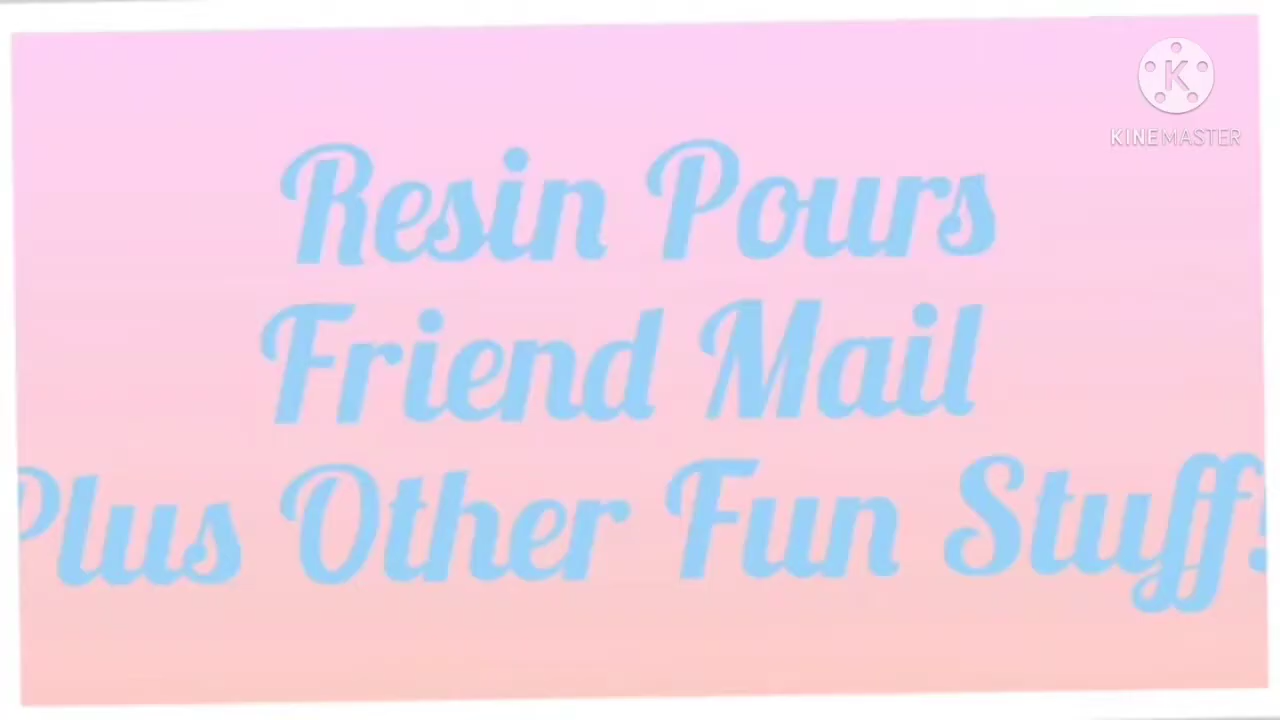 K
KINEMASTER
Resin Pours
Friend Mail
Plus Other Fun Stuff!